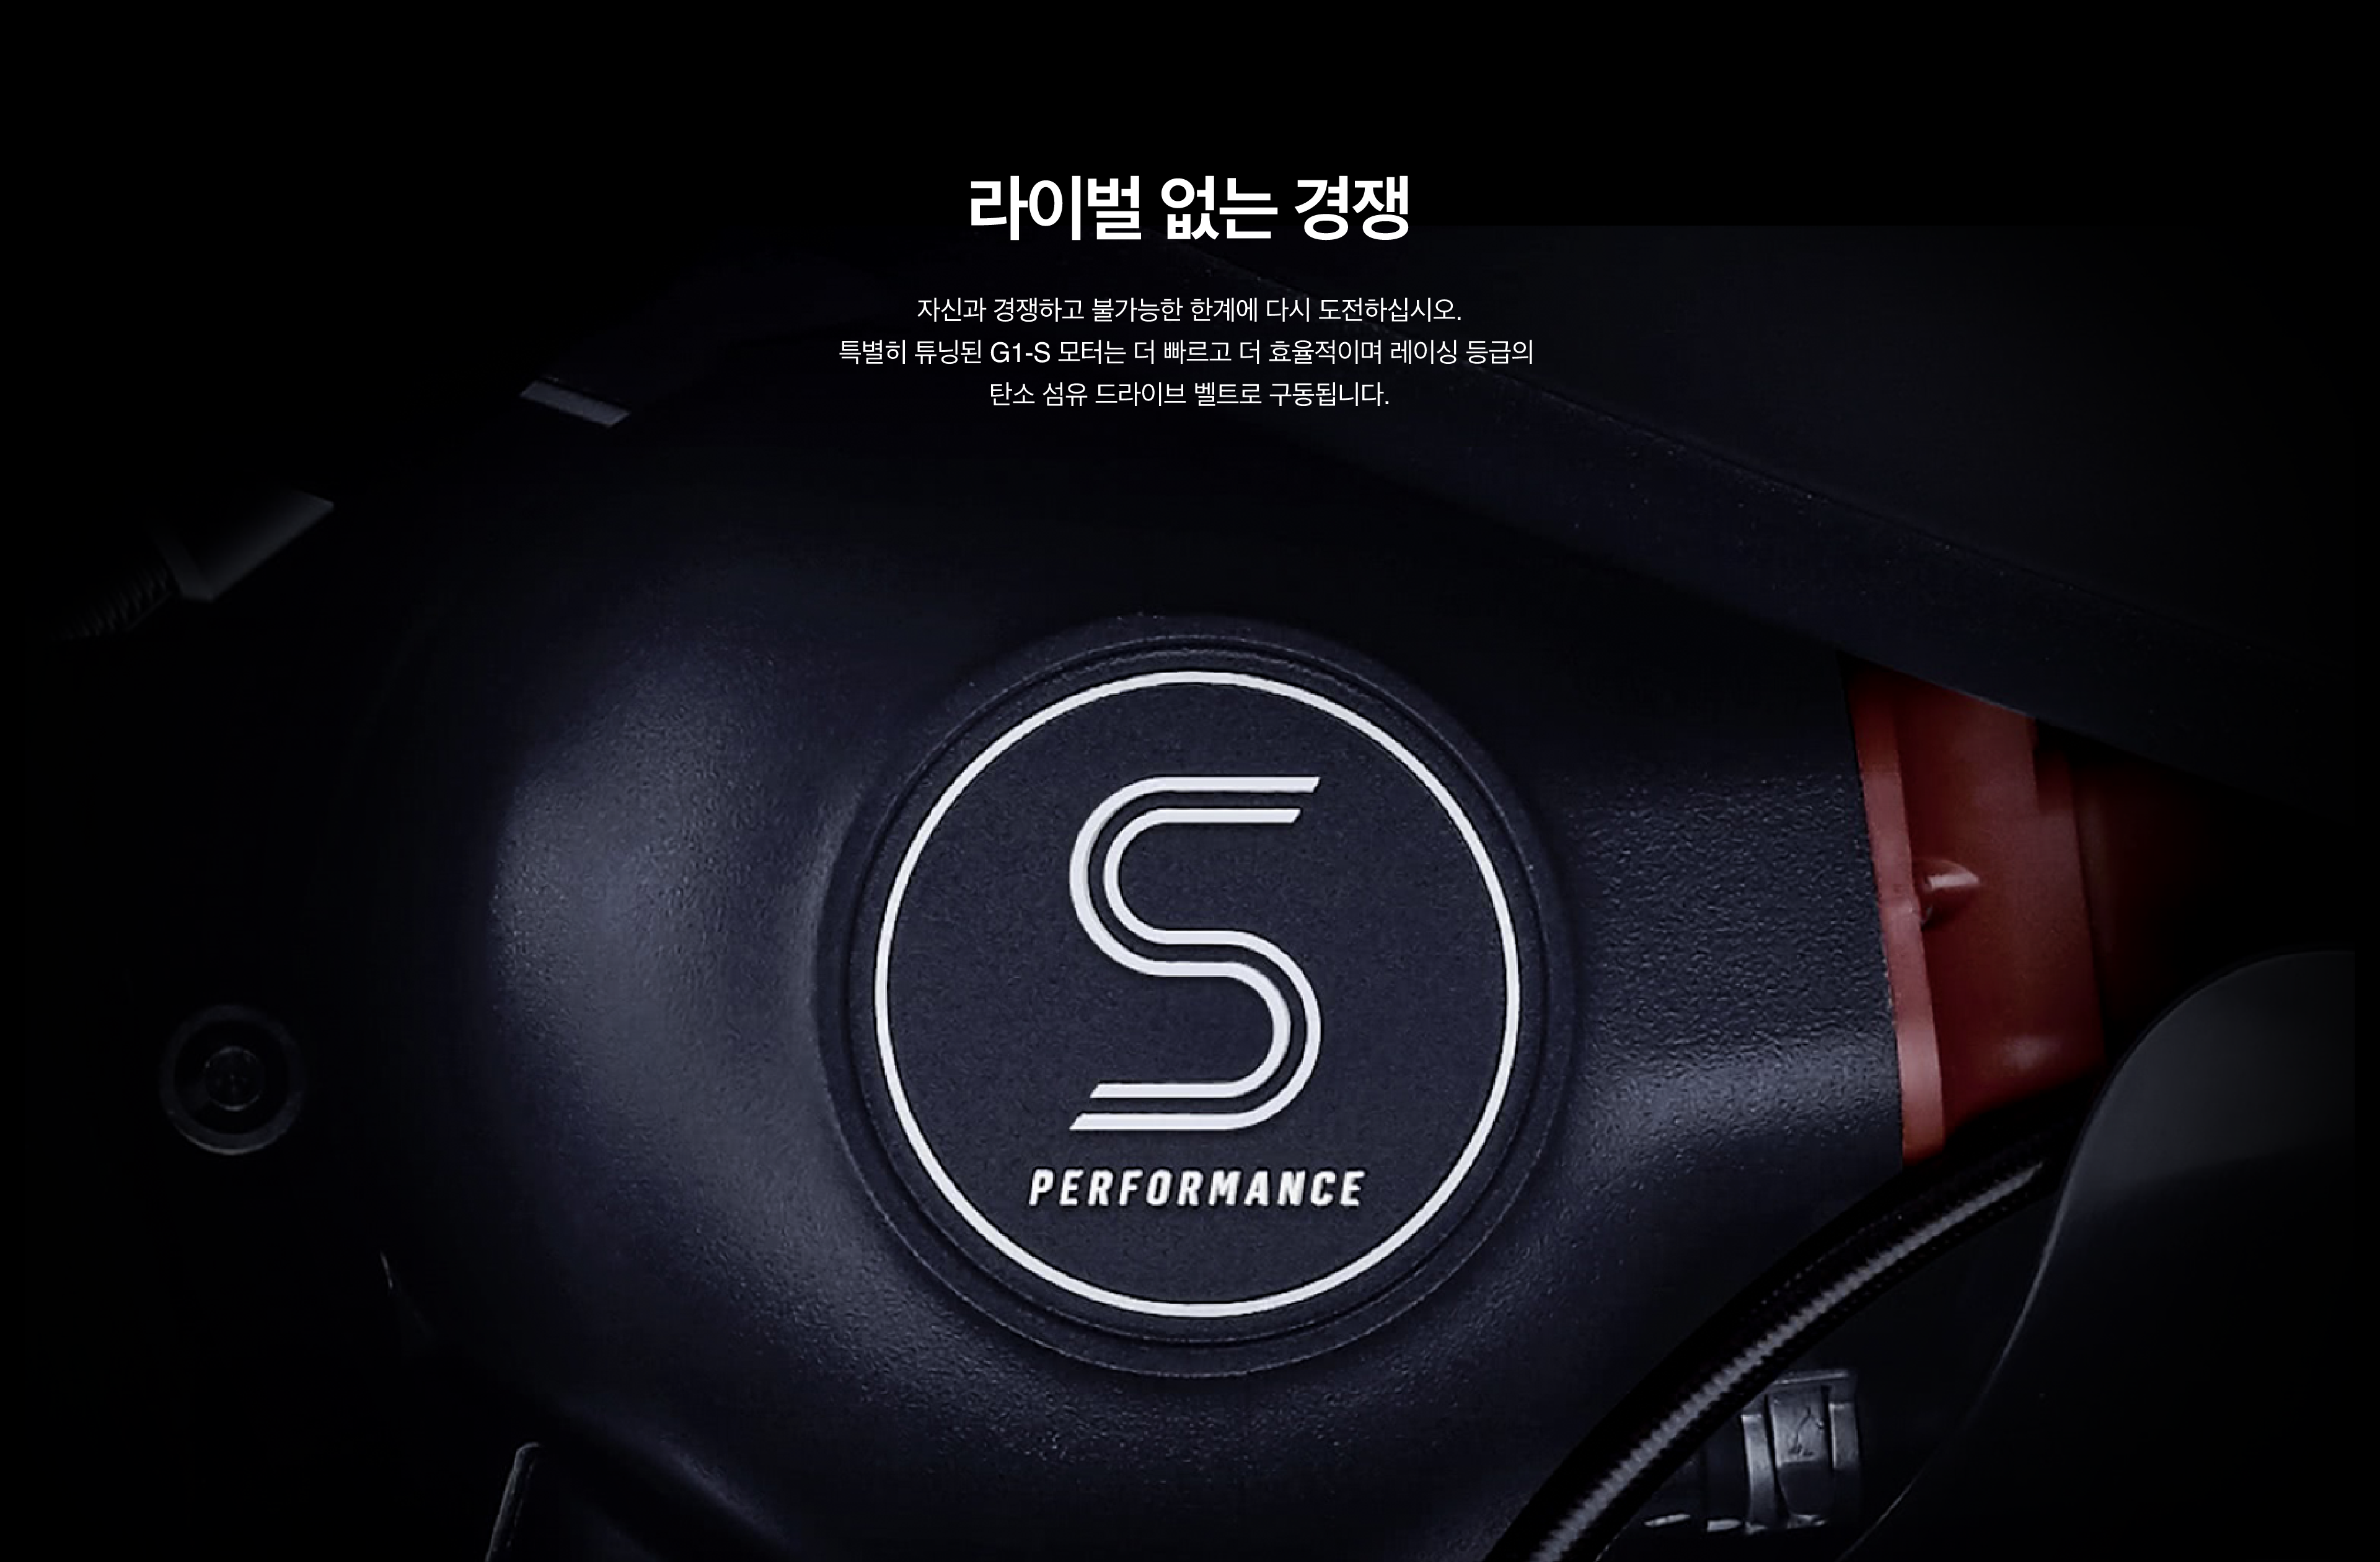 라이벌 없는 경쟁
자신과 경쟁하고 불가능한 한계에 다시 도전하십시오.
특별히 튜닝된 G1-S 모터는 더 빠르고 더 효율적이며 레이싱 등급의
탄소 섬유 드라이브 벨트로 구동됩니다.
S
PERFORMANCE